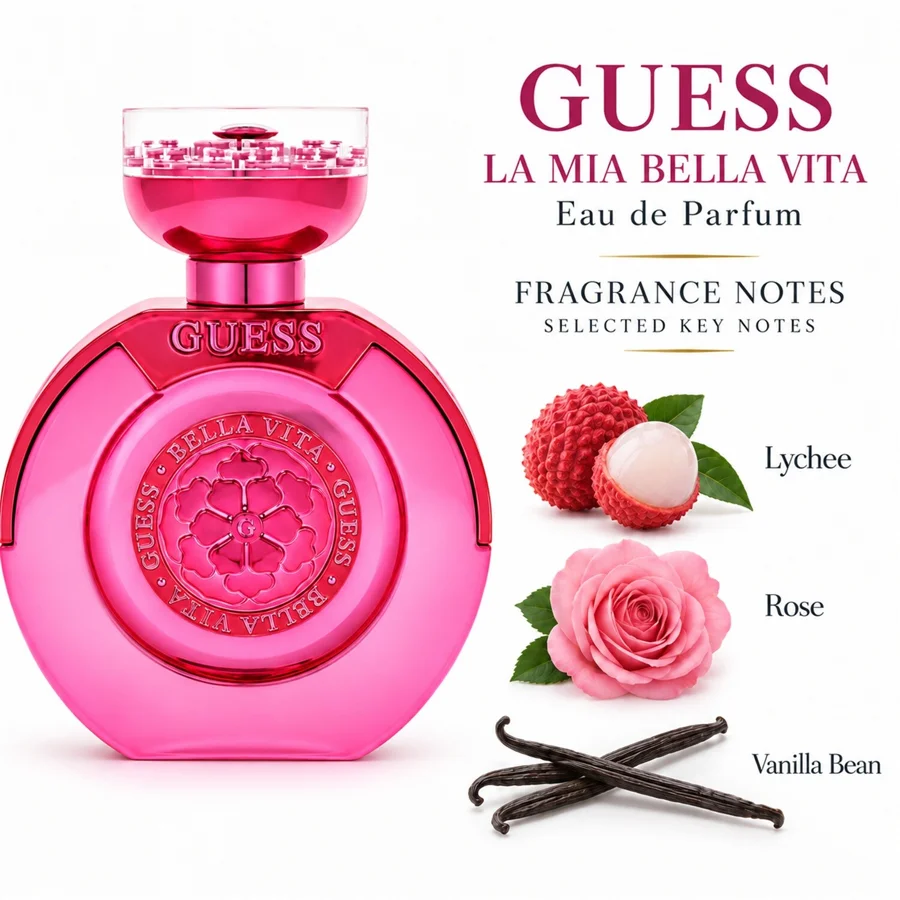 GUESS
LA MIA BELLA VITA
Eau de Parfum
FRAGRANCE NOTES
SELECTED KEY NOTES
Lychee
Rose
Vanilla Bean
GUESS
BELLA VITA • GUESS • BELLA VITA • GUESS •
G